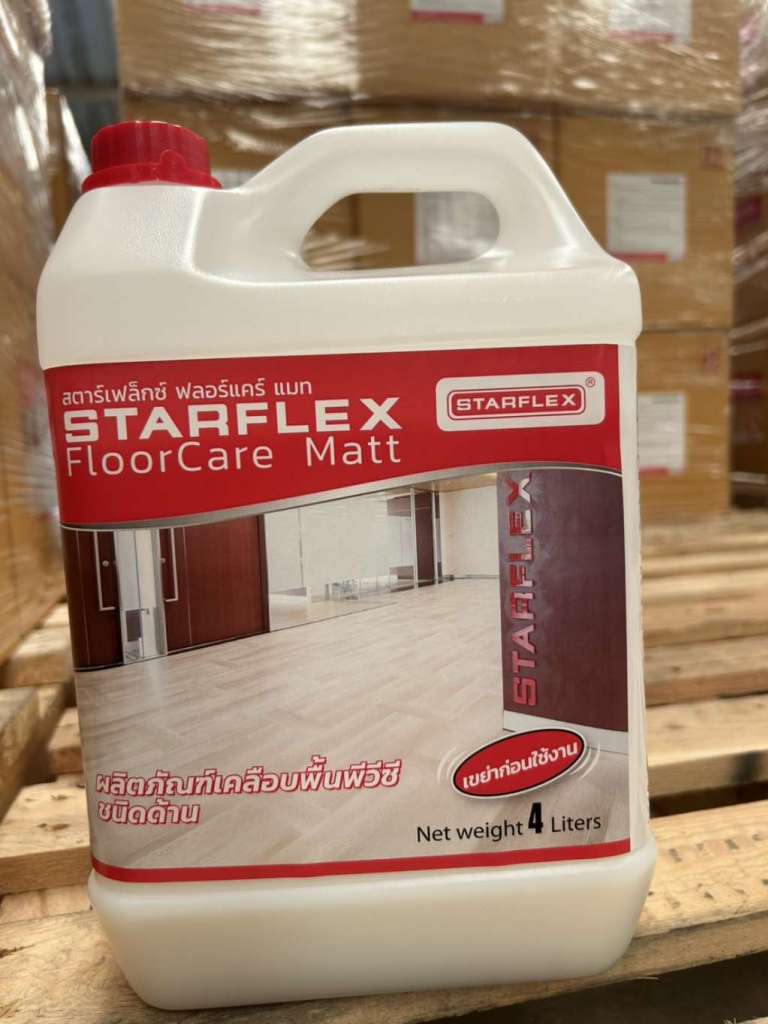 สตาร์เฟล็กซ์ ฟลอร์แคร์ แมท
STARFLEX
FloorCare Matt
STARFLEX®
STARFLEX
ผลิตภัณฑ์เคลือบพื้นพีวีซี
ชนิดด้าน
เขย่าก่อนใช้งาน
Net weight 4 Liters